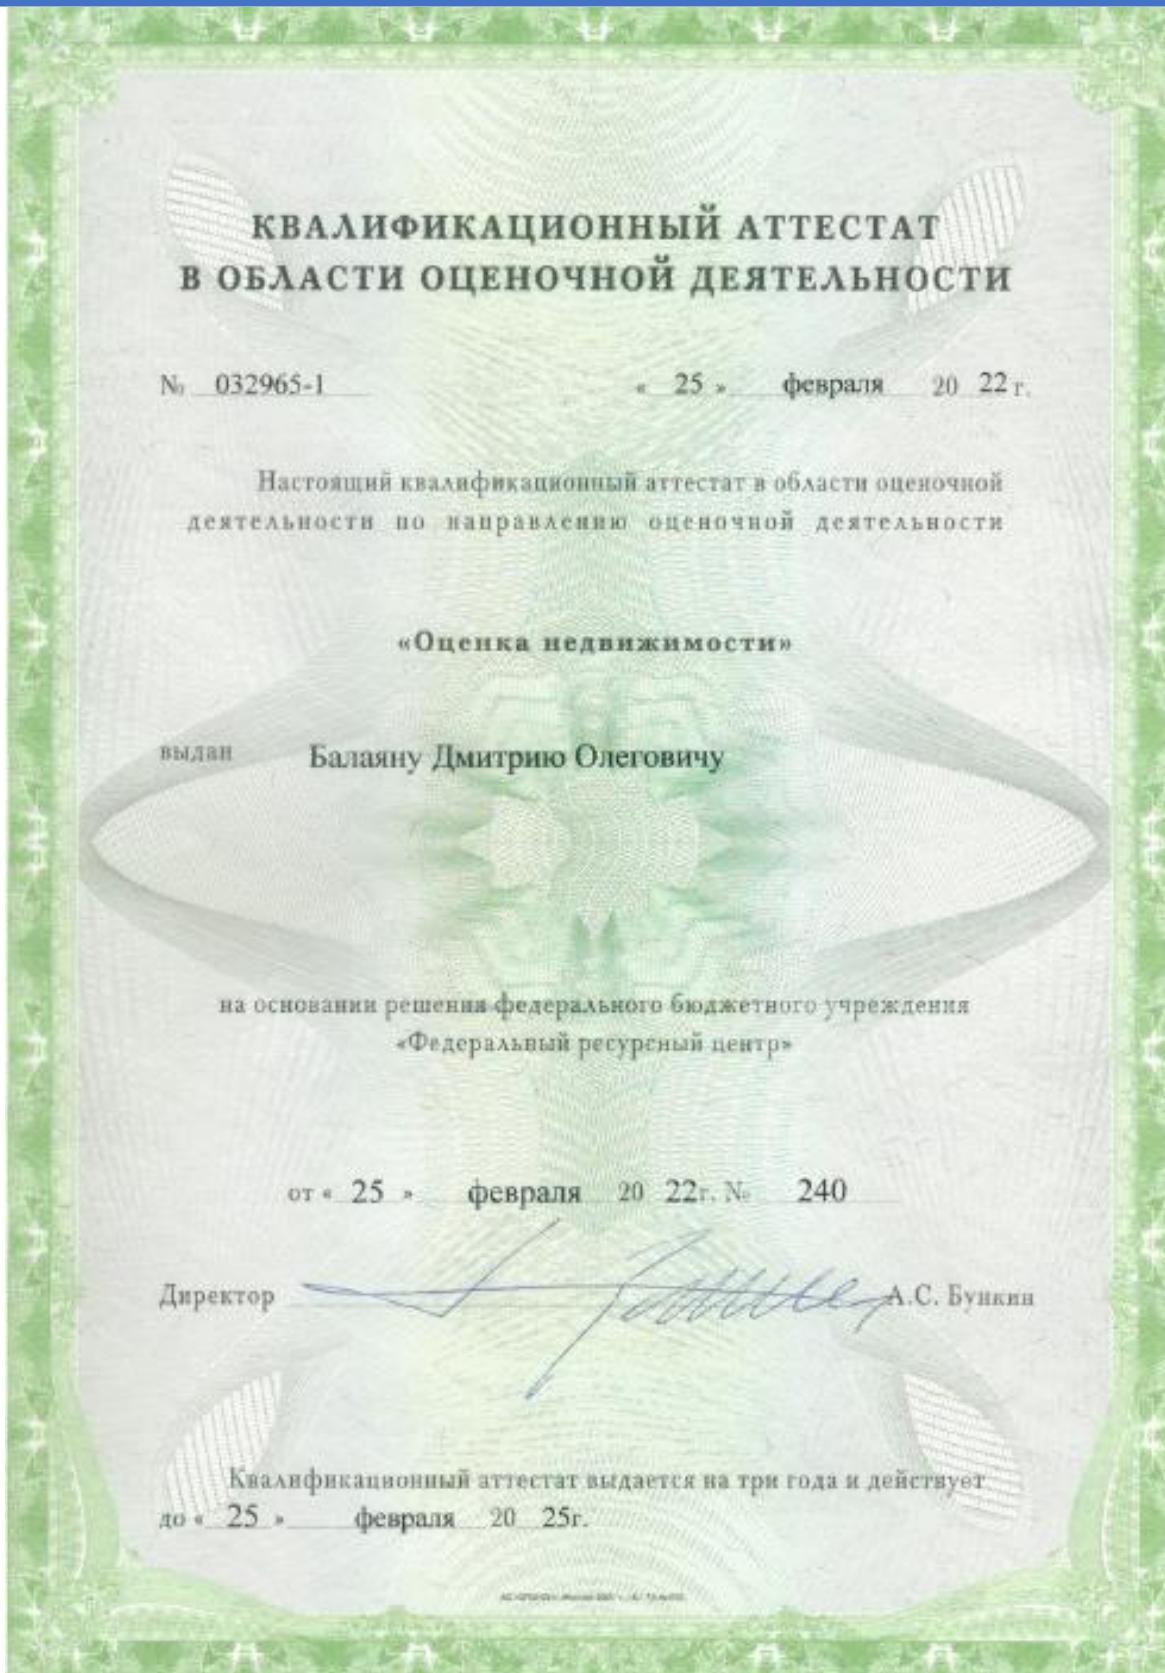 КВАЛИФИКАЦИОННЫЙ АТТЕСТАТ
В ОБЛАСТИ ОЦЕНОЧНОЙ ДЕЯТЕЛЬНОСТИ
№ 032965-1 « 25 » февраля 20 22 г.
Настоящий квалификационный аттестат в области оценочной
деятельности по направлению оценочной деятельности
«Оценка недвижимости»
выдан Балаяну Дмитрию Олеговичу
на основании решения федерального бюджетного учреждения
«Федеральный ресурсный центр»
от « 25 » февраля 20 22г. № 240
Директор А.С. Бункин
Квалификационный аттестат выдается на три года и действует
до « 25 » февраля 20 25г.